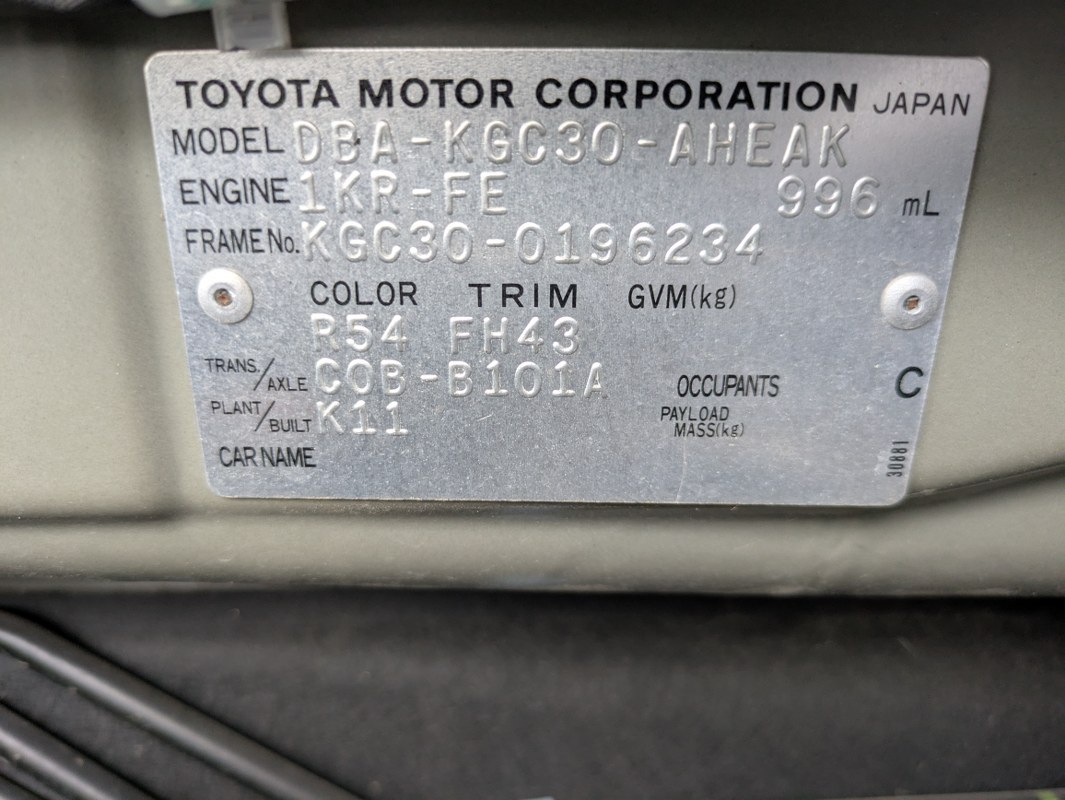 TOYOTA MOTOR CORPORATION JAPAN
MODEL DBA-KGC30-AHEAK
ENGINE 1KR-FE 996 mL
FRAME No. KGC30-0196234
COLOR TRIM GVM(kg)
R54 FH43
TRANS./AXLE C0B-B101A OCCUPANTS C
PLANT/BUILT K11 PAYLOAD MASS(kg)
CAR NAME
30881